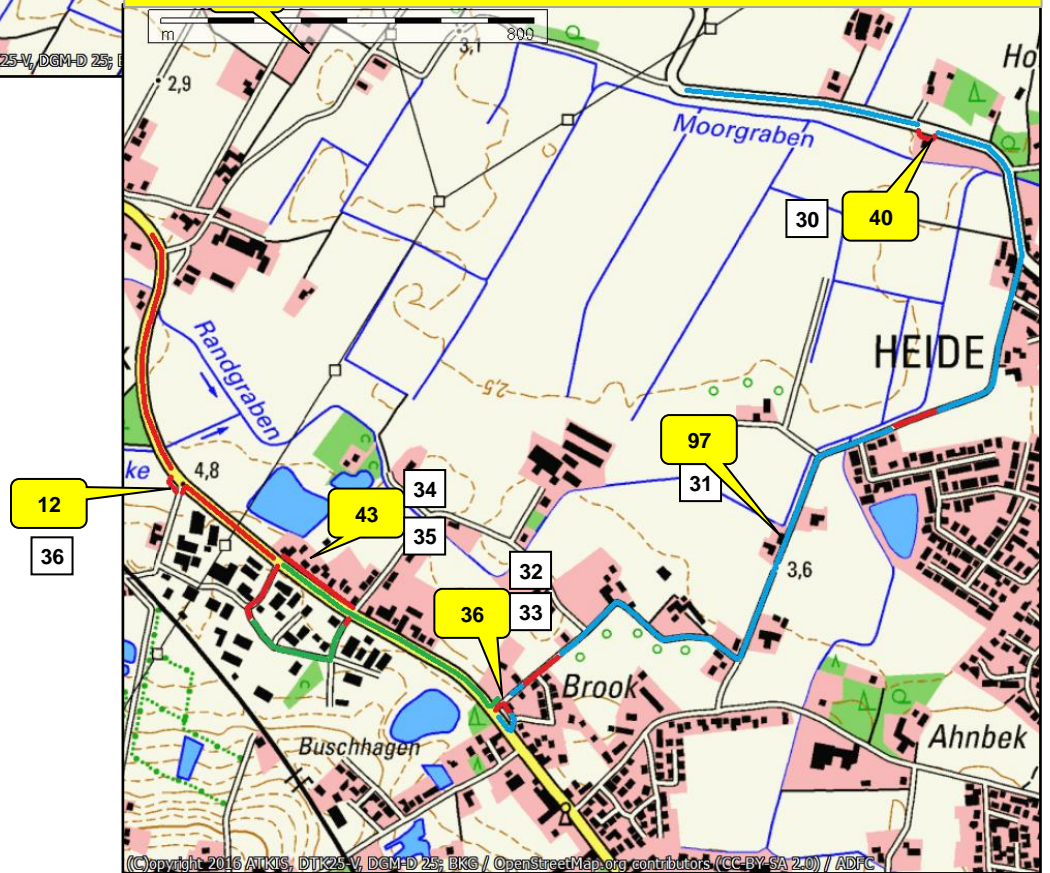 m 800
3,1
25-V, DGM-D 25;
2,9
Ho
Moorgraben
30
40
Randgraben
HEIDE
2,5
97
ke
4,8
34
31
12
43
35
36
32
3,6
36
33
Brook
Buschhagen
Ahnbek
(C)opyright 2016 ATKIS, DTK25-V, DGM-D 25; BKG / OpenStreetMap.org contributors (CC-BY-SA 2.0) / ADFC